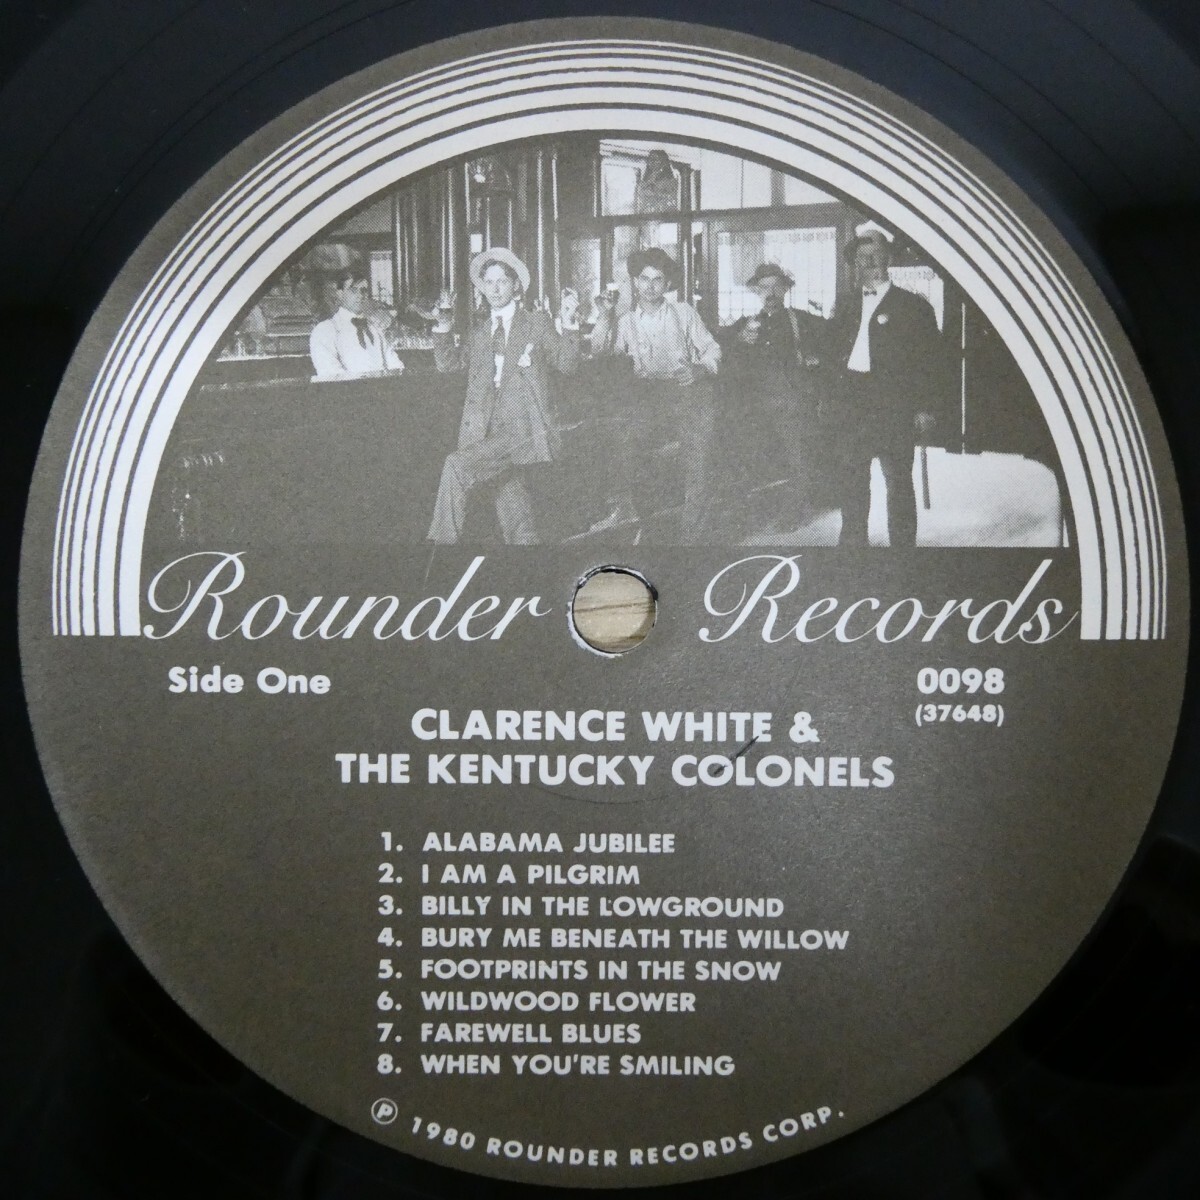 Rounder Records
Side One
0098
(37648)
CLARENCE WHITE &
THE KENTUCKY COLONELS
1. ALABAMA JUBILEE
2. I AM A PILGRIM
3. BILLY IN THE LOWGROUND
4. BURY ME BENEATH THE WILLOW
5. FOOTPRINTS IN THE SNOW
6. WILDWOOD FLOWER
7. FAREWELL BLUES
8. WHEN YOU'RE SMILING
Ⓟ 1980 ROUNDER RECORDS CORP.